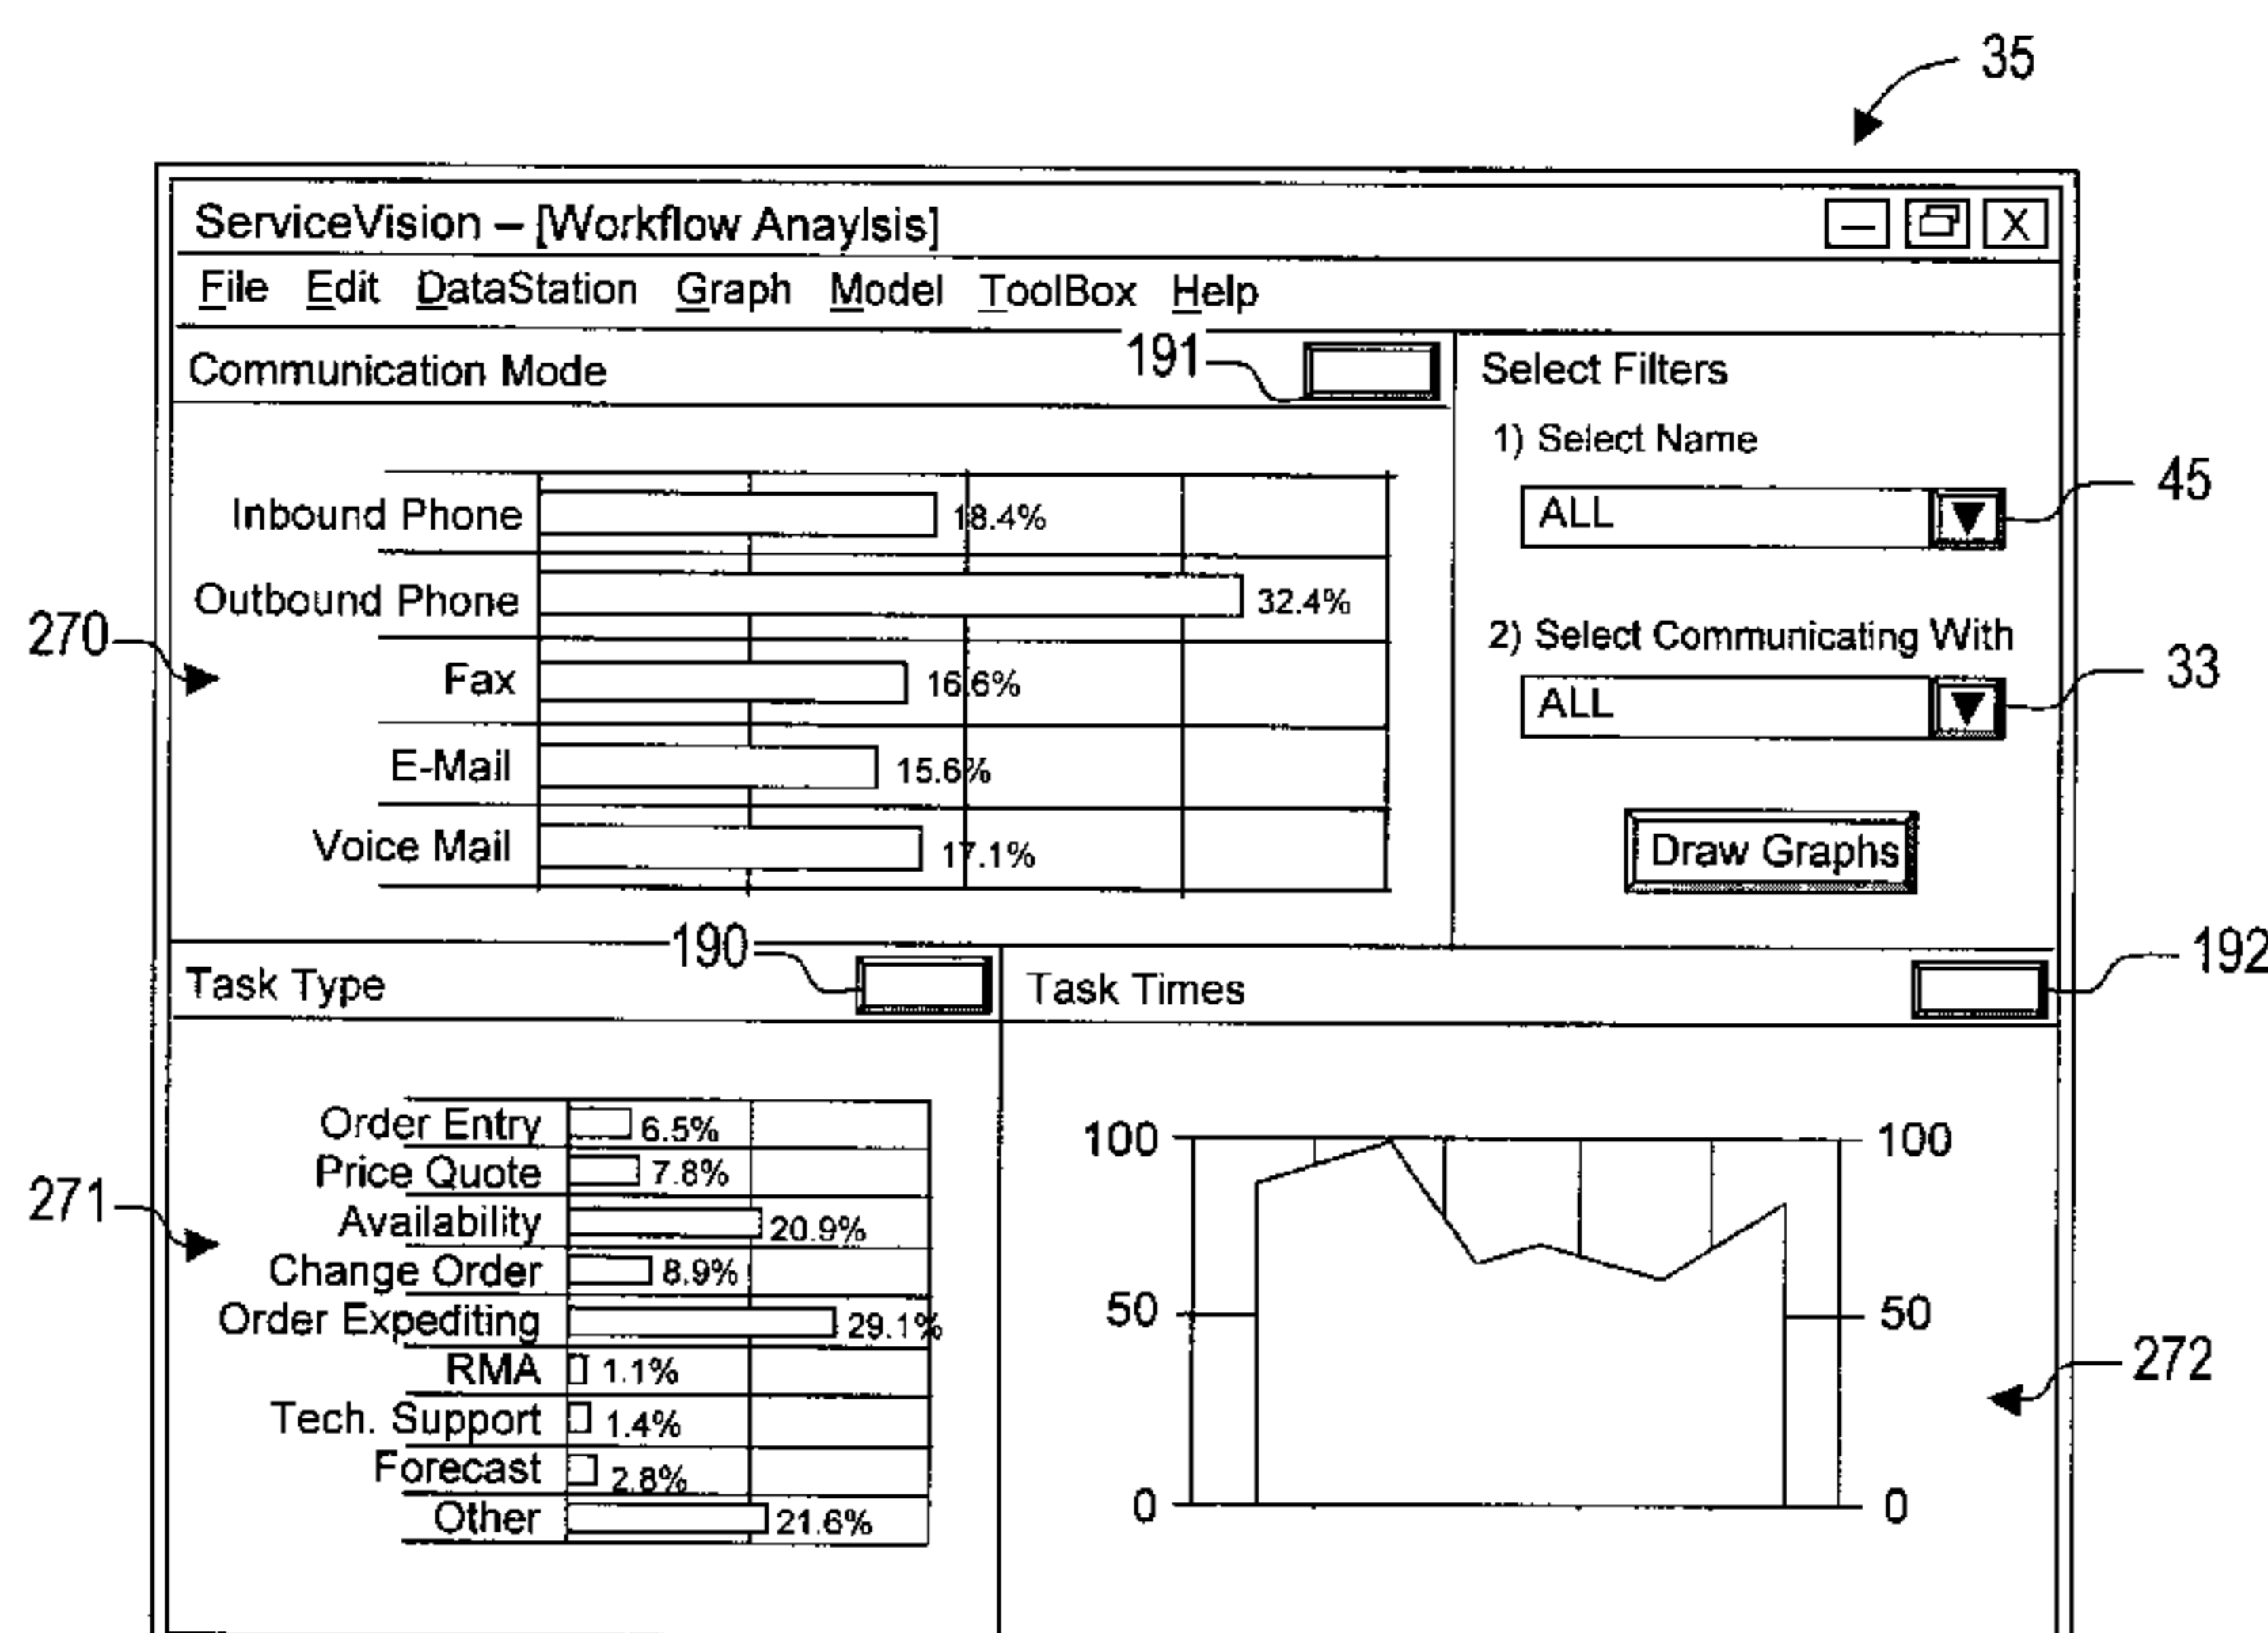 35
ServiceVision – [Workflow Anaylsis]
X
File Edit DataStation Graph Model ToolBox Help
Communication Mode
191
Inbound Phone 18.4%
Outbound Phone 32.4%
Fax 16.6%
E-Mail 15.6%
Voice Mail 17.1%
270
Select Filters
1) Select Name
ALL
45
2) Select Communicating With
ALL
33
Draw Graphs
Task Type
190
Order Entry 6.5%
Price Quote 7.8%
Availability 20.9%
Change Order 8.9%
Order Expediting 29.1%
RMA 1.1%
Tech. Support 1.4%
Forecast 2.8%
Other 21.6%
271
Task Times
192
100 100
50 50
0 0
272